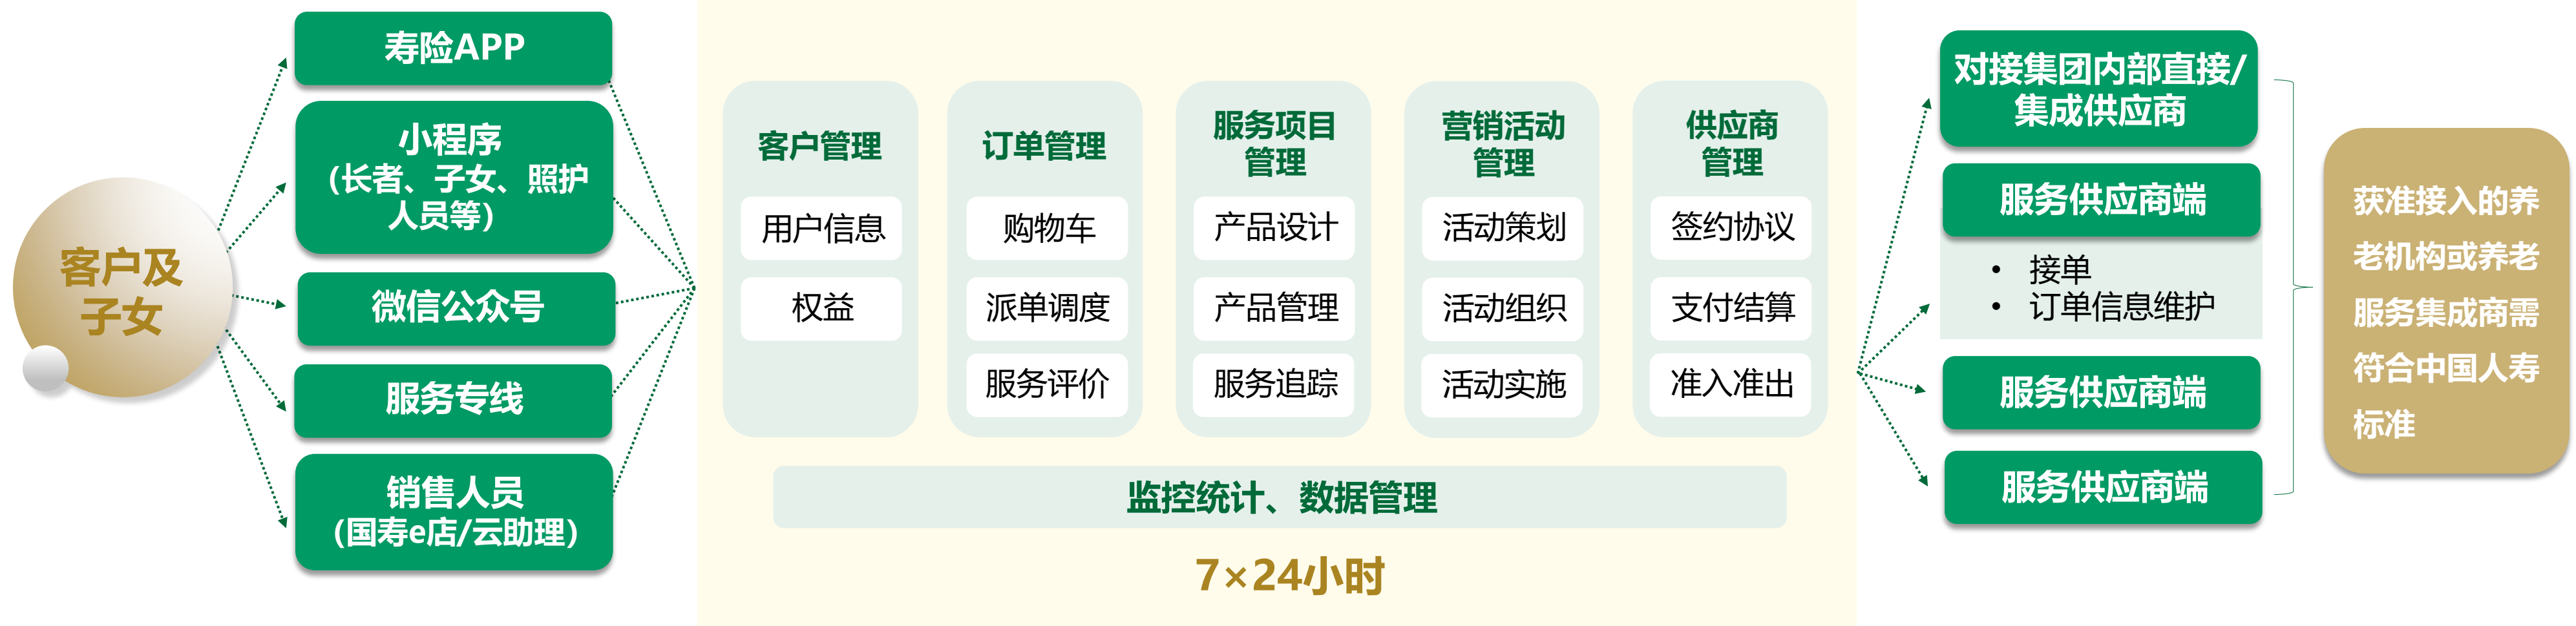 客户及
子女
寿险APP
小程序
(长者、子女、照护
人员等)
微信公众号
服务专线
销售人员
(国寿e店/云助理)
客户管理
用户信息
权益
订单管理
购物车
派单调度
服务评价
服务项目
管理
产品设计
产品管理
服务追踪
营销活动
管理
活动策划
活动组织
活动实施
供应商
管理
签约协议
支付结算
准入准出
监控统计、数据管理
7×24小时
对接集团内部直接/
集成供应商
服务供应商端
• 接单
• 订单信息维护
服务供应商端
服务供应商端
获准接入的养
老机构或养老
服务集成商需
符合中国人寿
标准